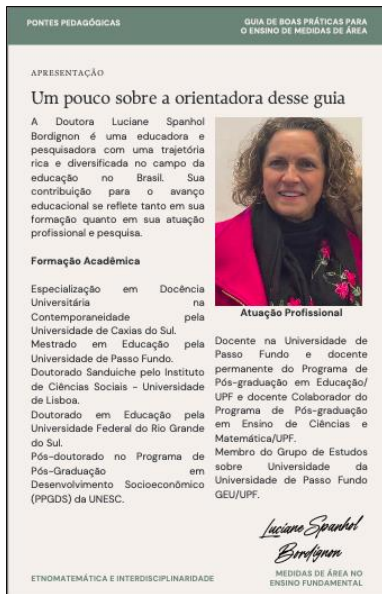 PONTES PEDAGÓGICAS
GUIA DE BOAS PRÁTICAS PARA
O ENSINO DE MEDIDAS DE ÁREA
APRESENTAÇÃO
Um pouco sobre a orientadora desse guia
A Doutora Luciane Spanhol
Bordignon é uma educadora e
pesquisadora com uma trajetória
rica e diversificada no campo da
educação no Brasil. Sua
contribuição para o avanço
educacional se reflete tanto em sua
formação quanto em sua atuação
profissional e pesquisa.
Formação Acadêmica
Especialização em Docência
Universitária na
Contemporaneidade pela
Universidade de Caxias do Sul.
Mestrado em Educação pela
Universidade de Passo Fundo.
Doutorado Sanduiche pelo Instituto
de Ciências Sociais - Universidade
de Lisboa.
Doutorado em Educação pela
Universidade Federal do Rio Grande
do Sul.
Pós-doutorado no Programa de
Pós-Graduação em
Desenvolvimento Socioeconômico
(PPGDS) da UNESC.
Atuação Profissional
Docente na Universidade de
Passo Fundo e docente
permanente do Programa de
Pós-graduação em Educação/
UPF e docente Colaborador do
Programa de Pós-graduação
em Ensino de Ciências e
Matemática/UPF.
Membro do Grupo de Estudos
sobre Universidade da
Universidade de Passo Fundo
GEU/UPF.
Luciane Spanhol
Bordignon
ETNOMATEMÁTICA E INTERDISCIPLINARIDADE
MEDIDAS DE ÁREA NO
ENSINO FUNDAMENTAL